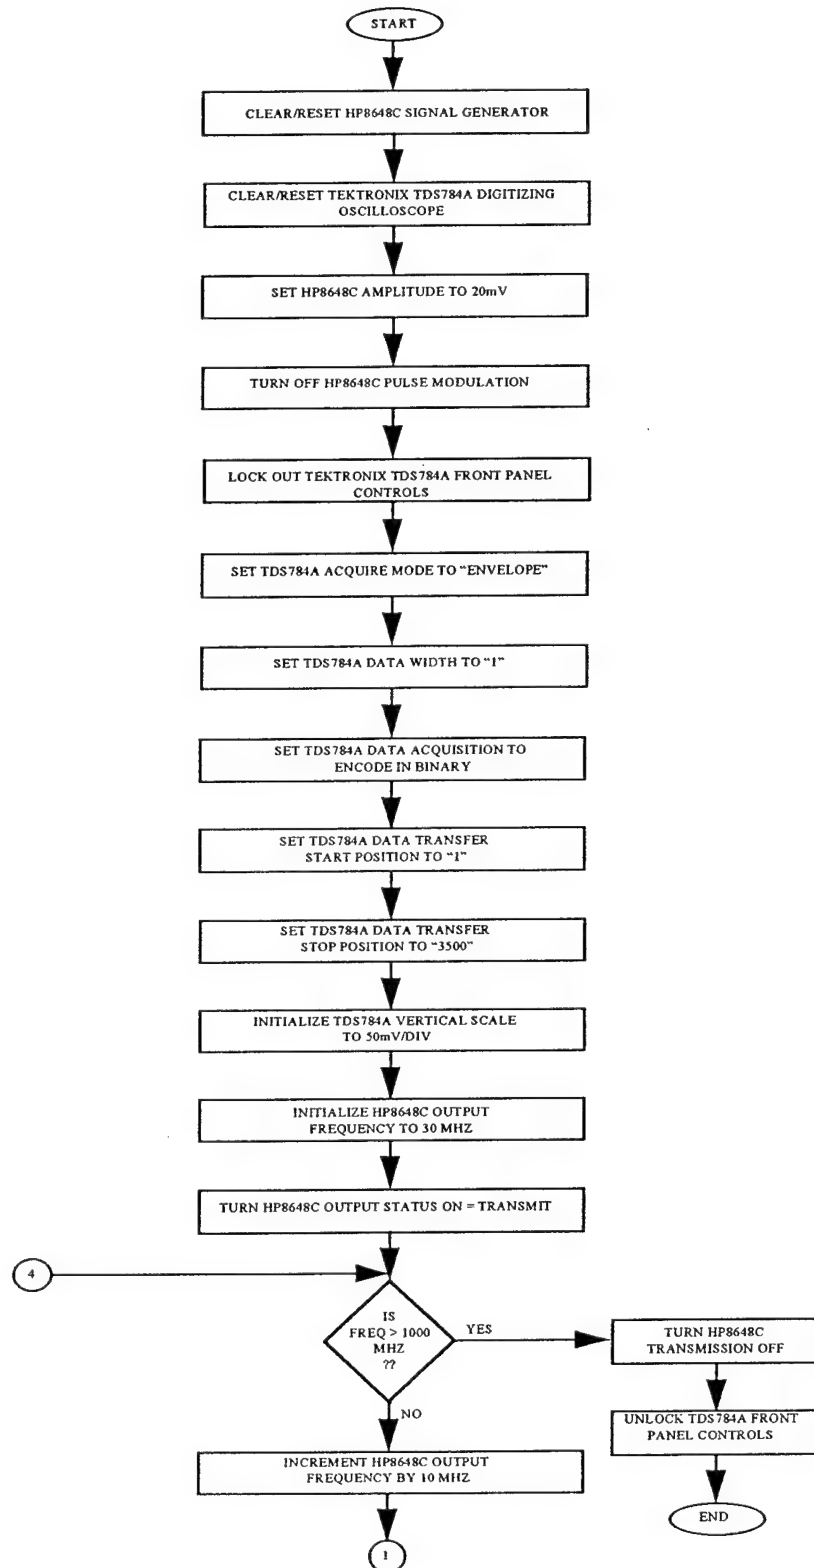 START
CLEAR/RESET HP8648C SIGNAL GENERATOR
CLEAR/RESET TEKTRONIX TDS784A DIGITIZING
OSCILLOSCOPE
SET HP8648C AMPLITUDE TO 20mV
TURN OFF HP8648C PULSE MODULATION
LOCK OUT TEKTRONIX TDS784A FRONT PANEL
CONTROLS
SET TDS784A ACQUIRE MODE TO "ENVELOPE"
SET TDS784A DATA WIDTH TO "1"
SET TDS784A DATA ACQUISITION TO
ENCODE IN BINARY
SET TDS784A DATA TRANSFER
START POSITION TO "1"
SET TDS784A DATA TRANSFER
STOP POSITION TO "3500"
INITIALIZE TDS784A VERTICAL SCALE
TO 50mV/DIV
INITIALIZE HP8648C OUTPUT
FREQUENCY TO 30 MHZ
TURN HP8648C OUTPUT STATUS ON = TRANSMIT
4
IS
FREQ > 1000
MHZ
??
YES
TURN HP8648C
TRANSMISSION OFF
UNLOCK TDS784A FRONT
PANEL CONTROLS
END
NO
INCREMENT HP8648C OUTPUT
FREQUENCY BY 10 MHZ
1